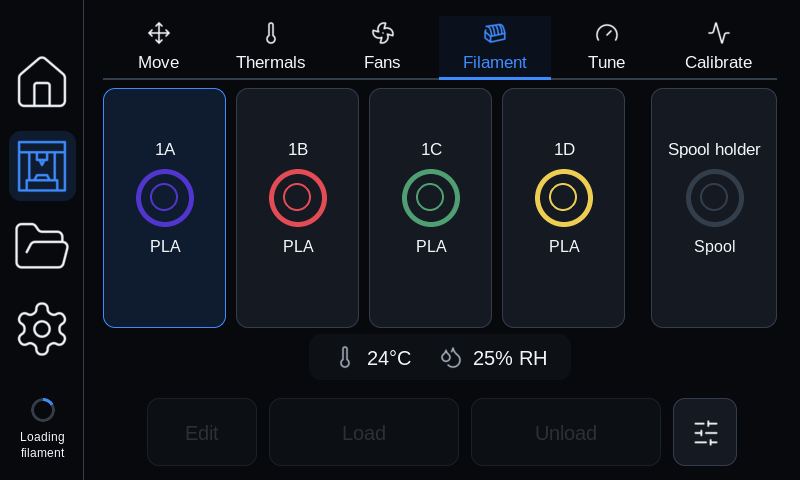 Move
Thermals
Fans
Filament
Tune
Calibrate
1A
1B
1C
1D
Spool holder
PLA
PLA
PLA
PLA
Spool
24°C
25% RH
Edit
Load
Unload
Loading
filament